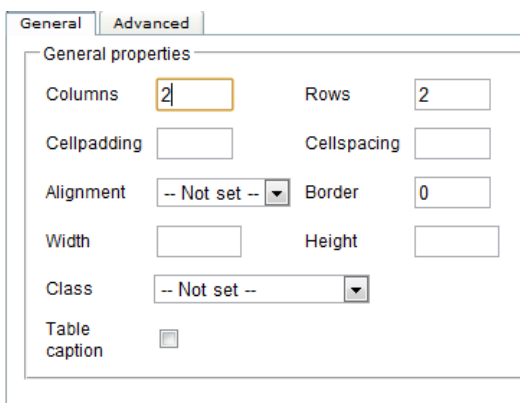 General Advanced
General properties
Columns 2 Rows 2
Cellpadding Cellspacing
Alignment -- Not set -- Border 0
Width Height
Class -- Not set --
Table
caption